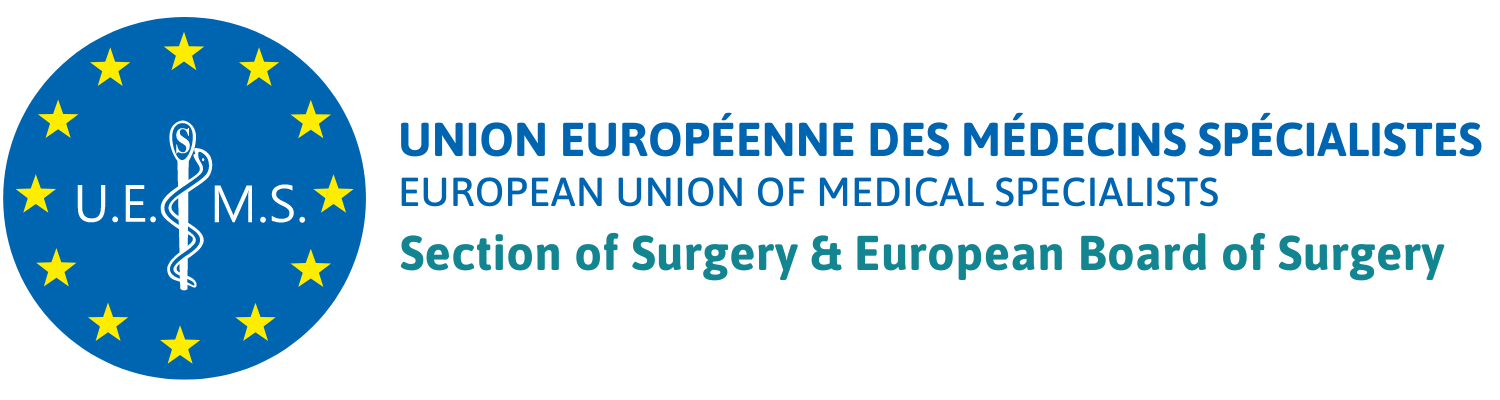 S
U.E. M.S.
UNION EUROPÉENNE DES MÉDECINS SPÉCIALISTES
EUROPEAN UNION OF MEDICAL SPECIALISTS
Section of Surgery & European Board of Surgery